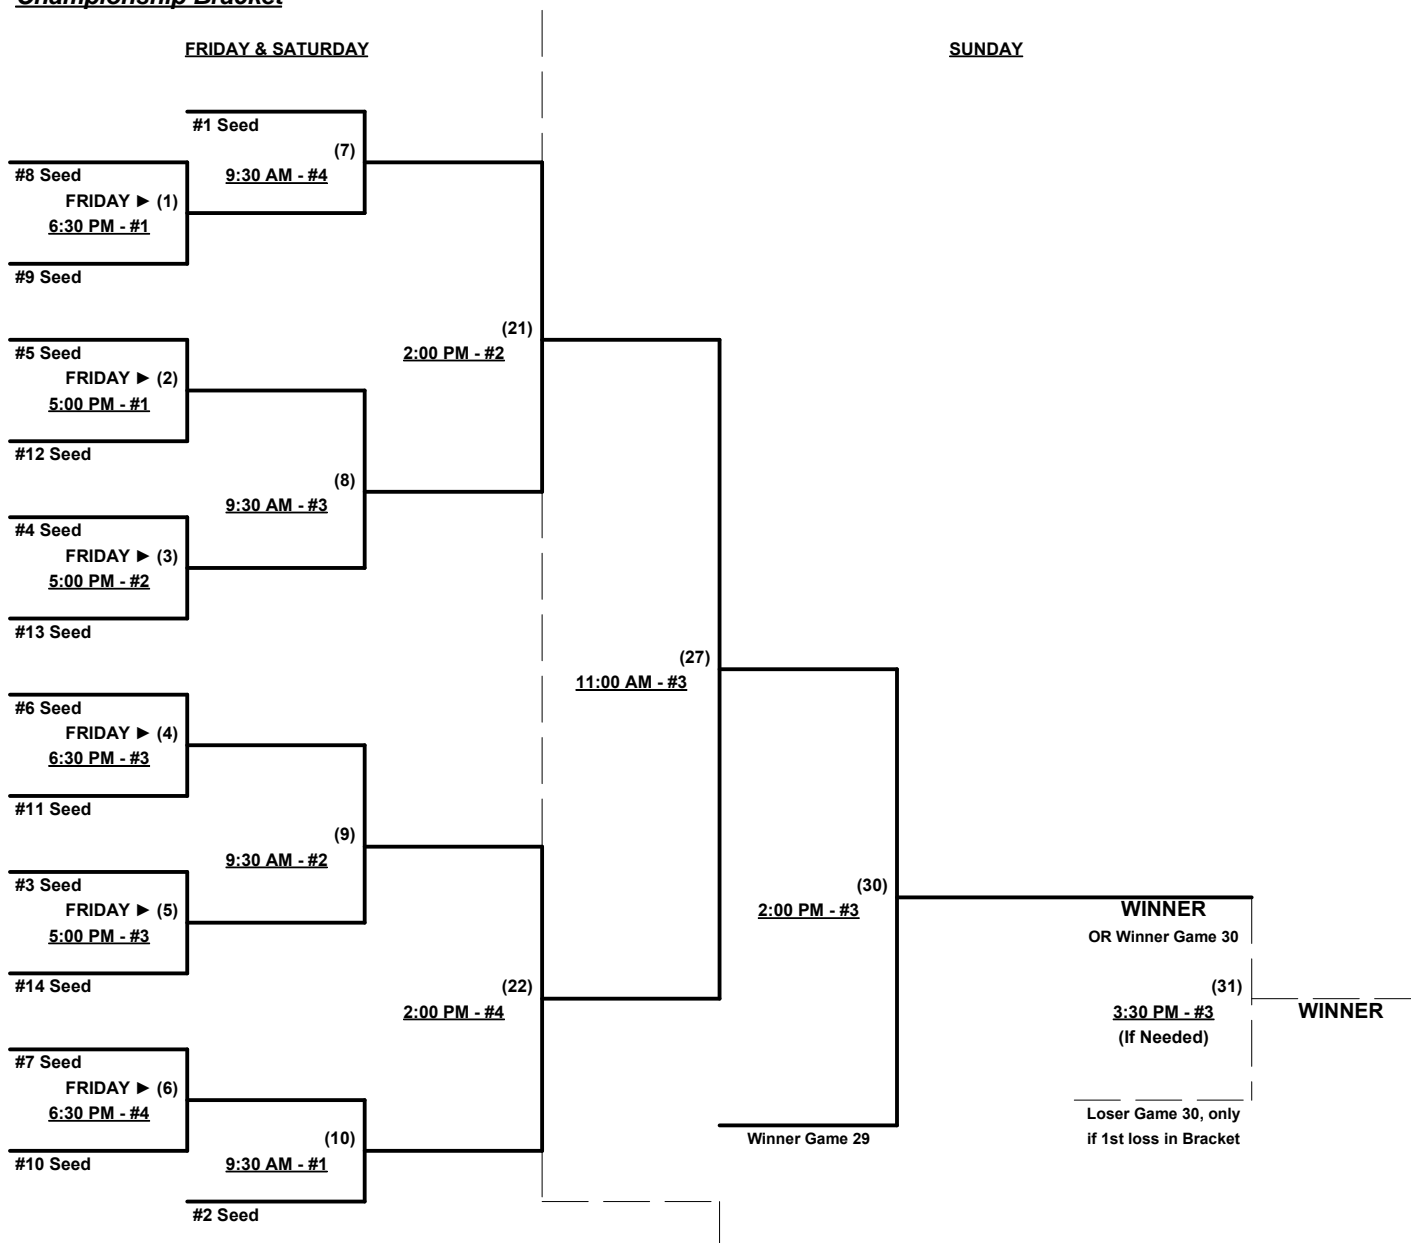 Championship Bracket
FRIDAY & SATURDAY
SUNDAY
#1 Seed
(7)
9:30 AM - #4
#8 Seed
FRIDAY ► (1)
6:30 PM - #1
#9 Seed
(21)
2:00 PM - #2
#5 Seed
FRIDAY ► (2)
5:00 PM - #1
#12 Seed
(8)
9:30 AM - #3
#4 Seed
FRIDAY ► (3)
5:00 PM - #2
#13 Seed
(27)
11:00 AM - #3
#6 Seed
FRIDAY ► (4)
6:30 PM - #3
#11 Seed
(9)
9:30 AM - #2
#3 Seed
FRIDAY ► (5)
5:00 PM - #3
#14 Seed
(30)
2:00 PM - #3
WINNER
OR Winner Game 30
(22)
2:00 PM - #4
(31)
3:30 PM - #3
(If Needed)
WINNER
#7 Seed
FRIDAY ► (6)
6:30 PM - #4
#10 Seed
(10)
9:30 AM - #1
#2 Seed
Winner Game 29
Loser Game 30, only
if 1st loss in Bracket